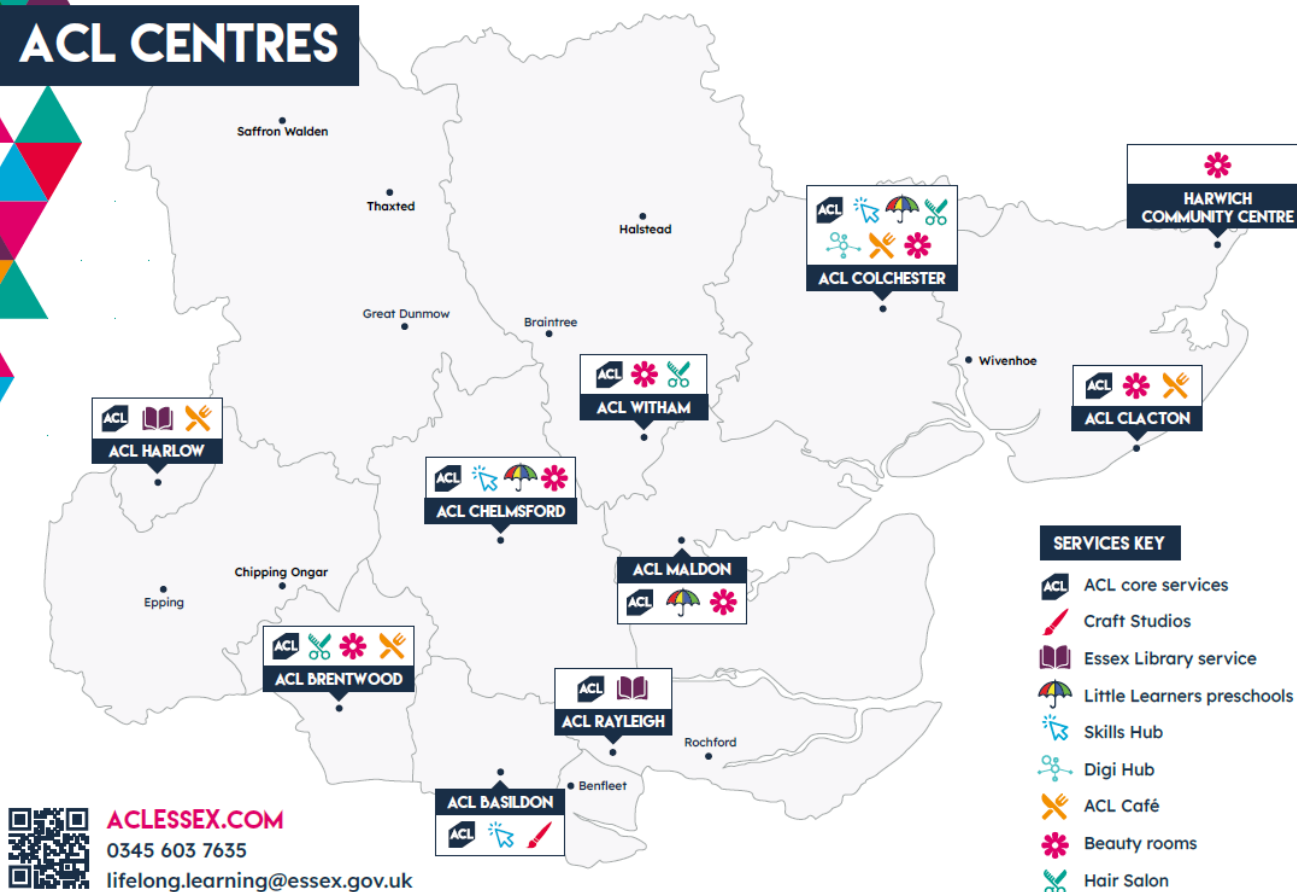 ACL CENTRES
Saffron Walden
Thaxted
Halstead
HARWICH
COMMUNITY CENTRE
ACL
ACL COLCHESTER
Great Dunmow
Braintree
Wivenhoe
ACL
ACL WITHAM
ACL
ACL CLACTON
ACL
ACL HARLOW
ACL
ACL CHELMSFORD
ACL MALDON
ACL
Chipping Ongar
Epping
ACL
ACL BRENTWOOD
ACL
ACL RAYLEIGH
Rochford
Benfleet
ACL BASILDON
ACL
SERVICES KEY
ACL ACL core services
Craft Studios
Essex Library service
Little Learners preschools
Skills Hub
Digi Hub
ACL Café
Beauty rooms
Hair Salon
ACLESSEX.COM
0345 603 7635
lifelong.learning@essex.gov.uk